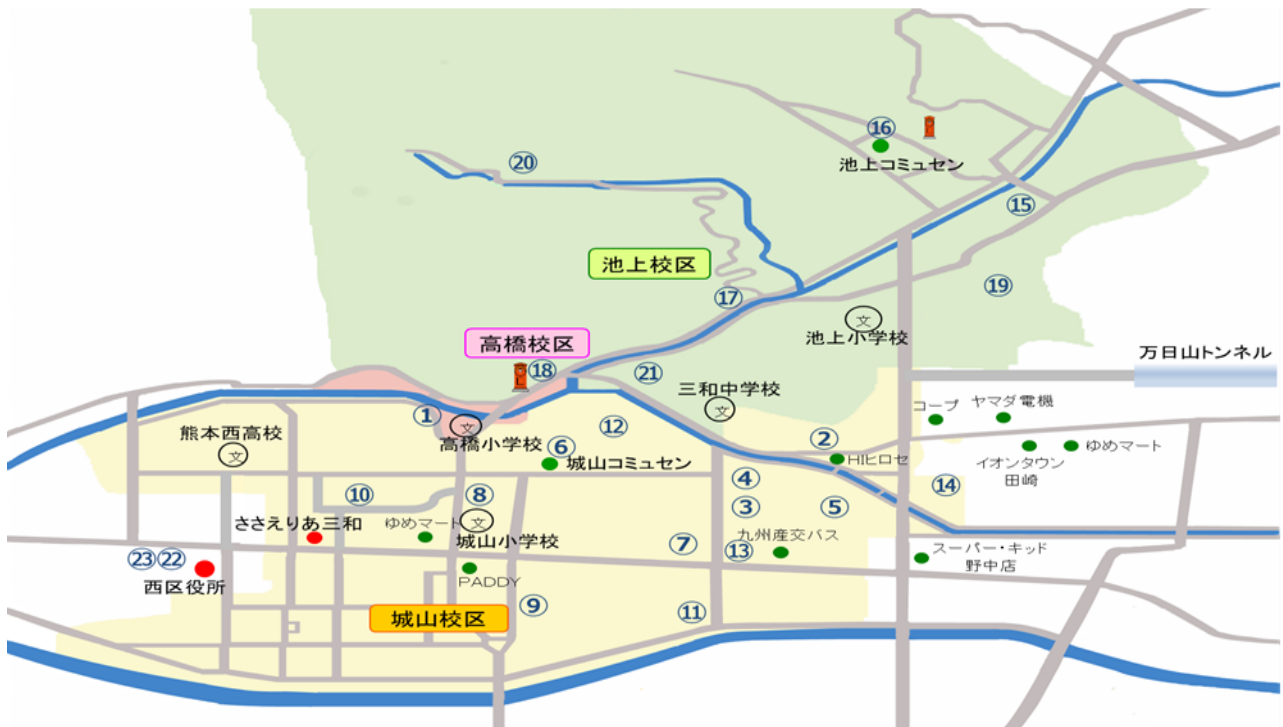 ⑯
池上コミュセン
⑳
⑮
池上校区
⑲
⑰
文
池上小学校
高橋校区
⑱
万日山トンネル
㉑
三和中学校
文
コープ
ヤマダ電機
①
文
高橋小学校
⑫
②
熊本西高校
文
⑥
城山コミュセン
HIヒロセ
イオンタウン
田崎
ゆめマート
④
⑭
⑩
⑧
③
⑤
ささえりあ三和
ゆめマート
文
城山小学校
⑦
⑬
九州産交バス
㉓
㉒
西区役所
PADDY
スーパー・キッド
野中店
城山校区
⑨
⑪